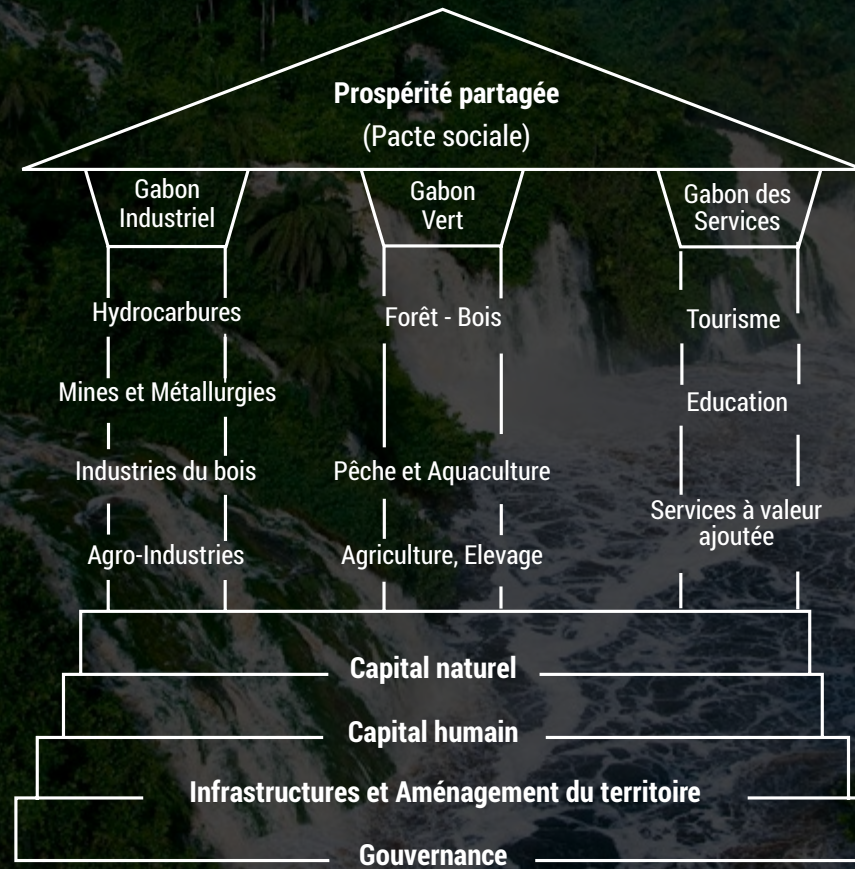 Prospérité partagée
(Pacte sociale)
Gabon
Industriel
Gabon
Vert
Gabon des
Services
Hydrocarbures
Mines et Métallurgies
Industries du bois
Agro-Industries
Forêt - Bois
Pêche et Aquaculture
Agriculture, Elevage
Tourisme
Education
Services à valeur
ajoutée
Capital naturel
Capital humain
Infrastructures et Aménagement du territoire
Gouvernance